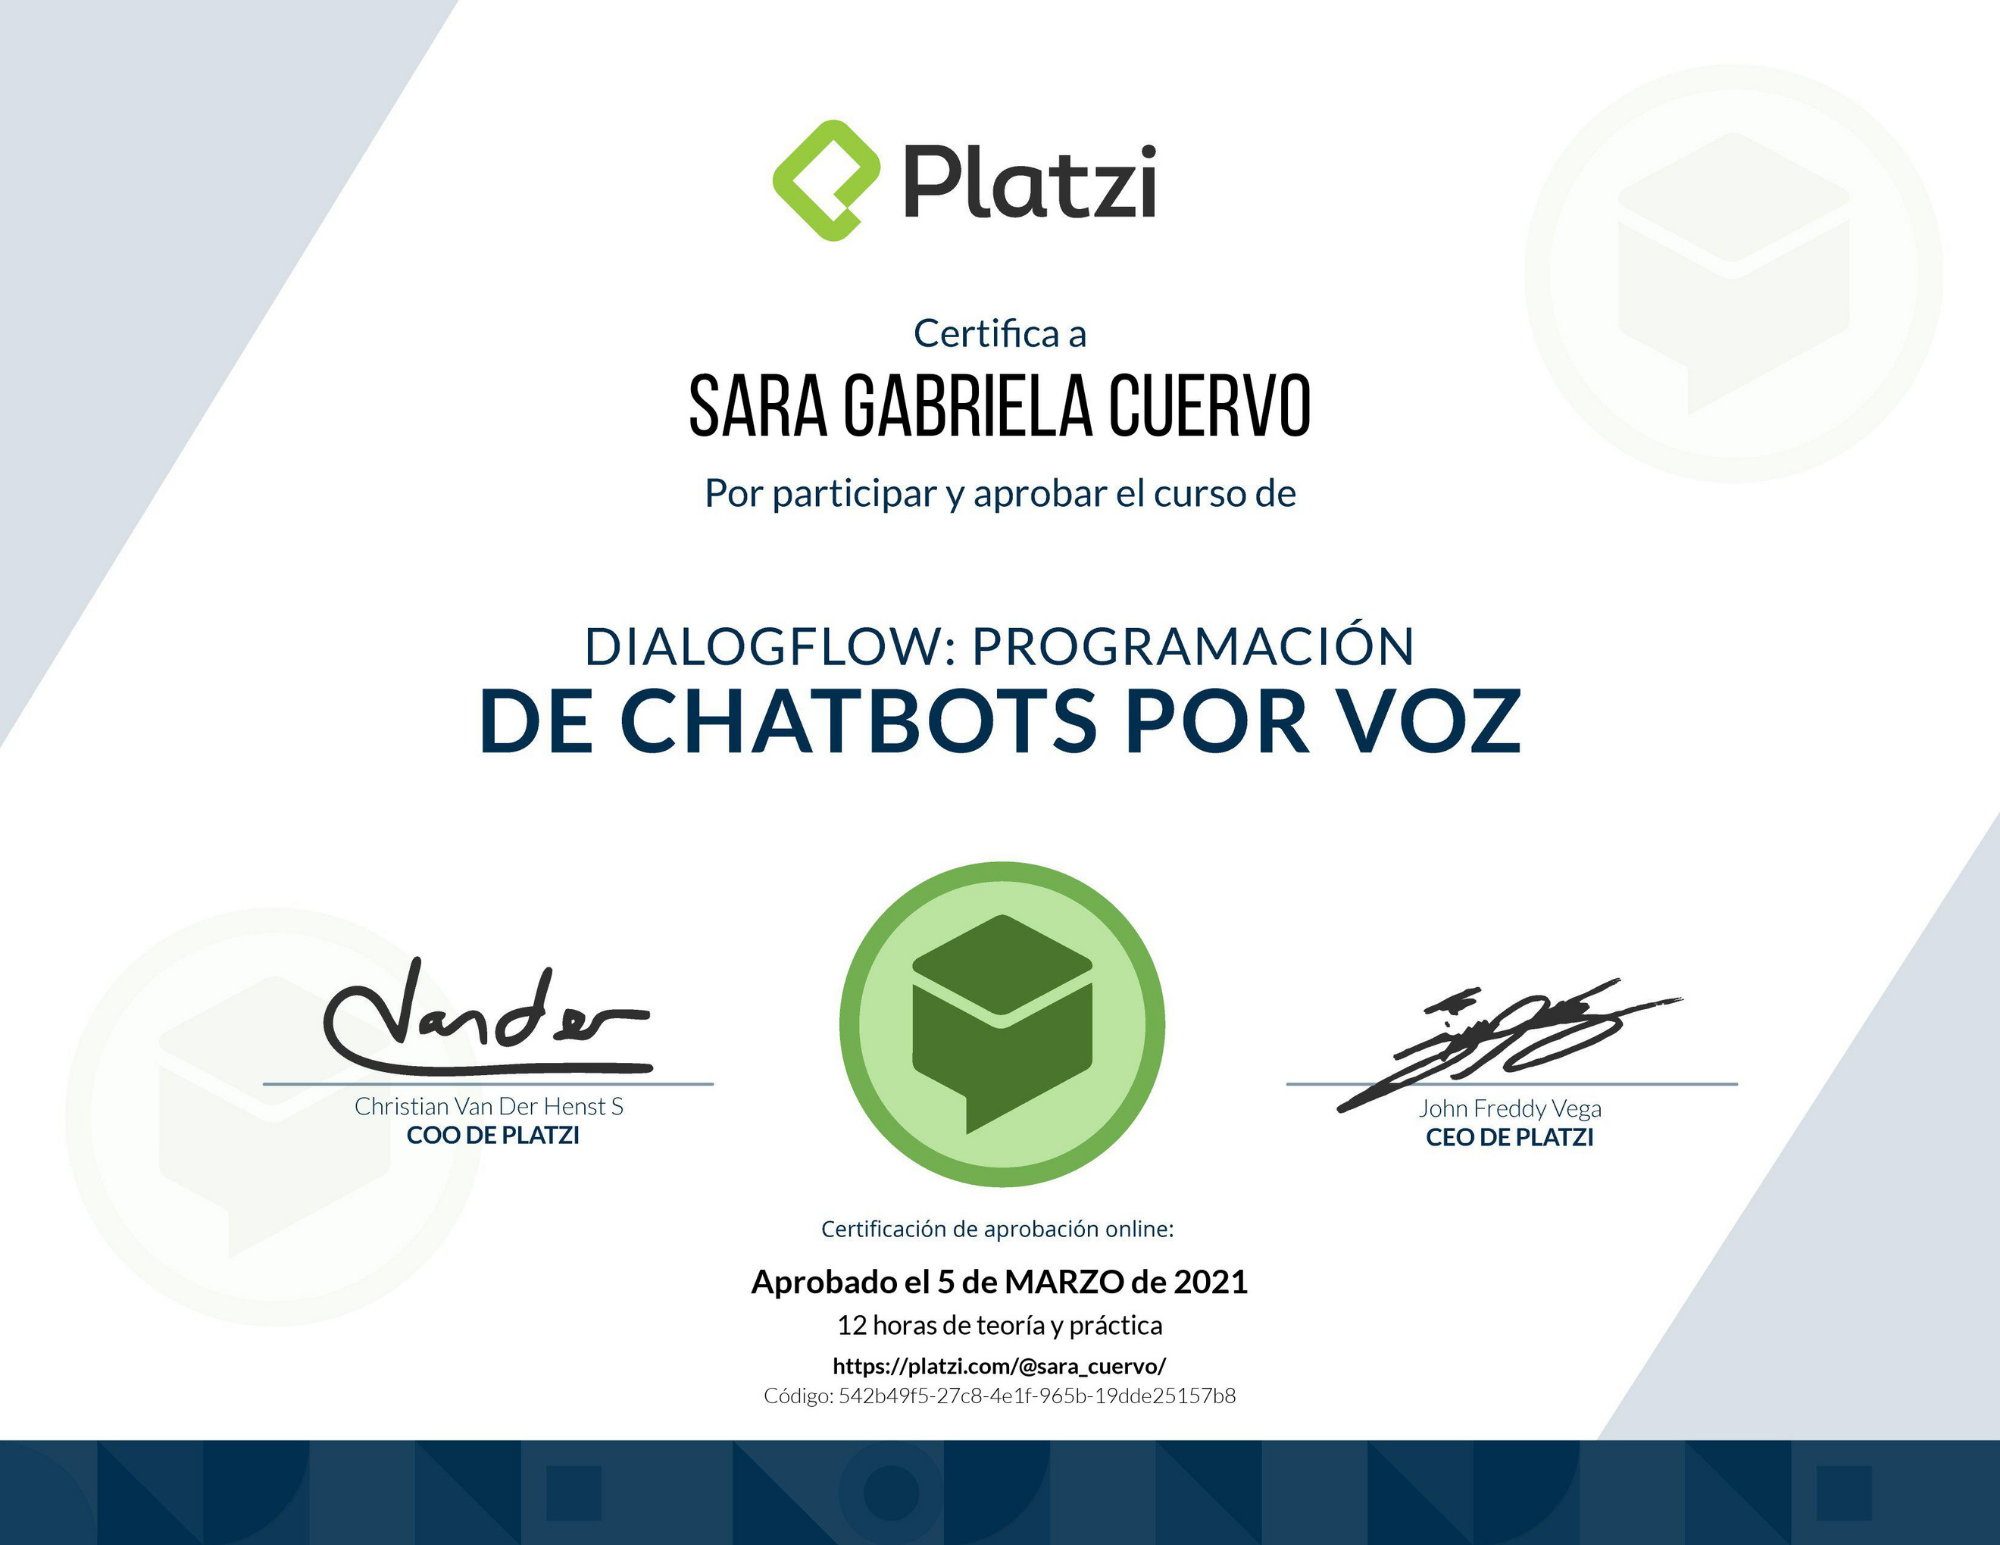 Platzi
Certifica a
SARA GABRIELA CUERVO
Por participar y aprobar el curso de
DIALOGFLOW: PROGRAMACIÓN
DE CHATBOTS POR VOZ
Vander
Christian Van Der Henst S
COO DE PLATZI
John Freddy Vega
CEO DE PLATZI
Certificación de aprobación online:
Aprobado el 5 de MARZO de 2021
12 horas de teoría y práctica
https://platzi.com/@sara_cuervo/
Código: 542b49f5-27c8-4e1f-965b-19dde25157b8